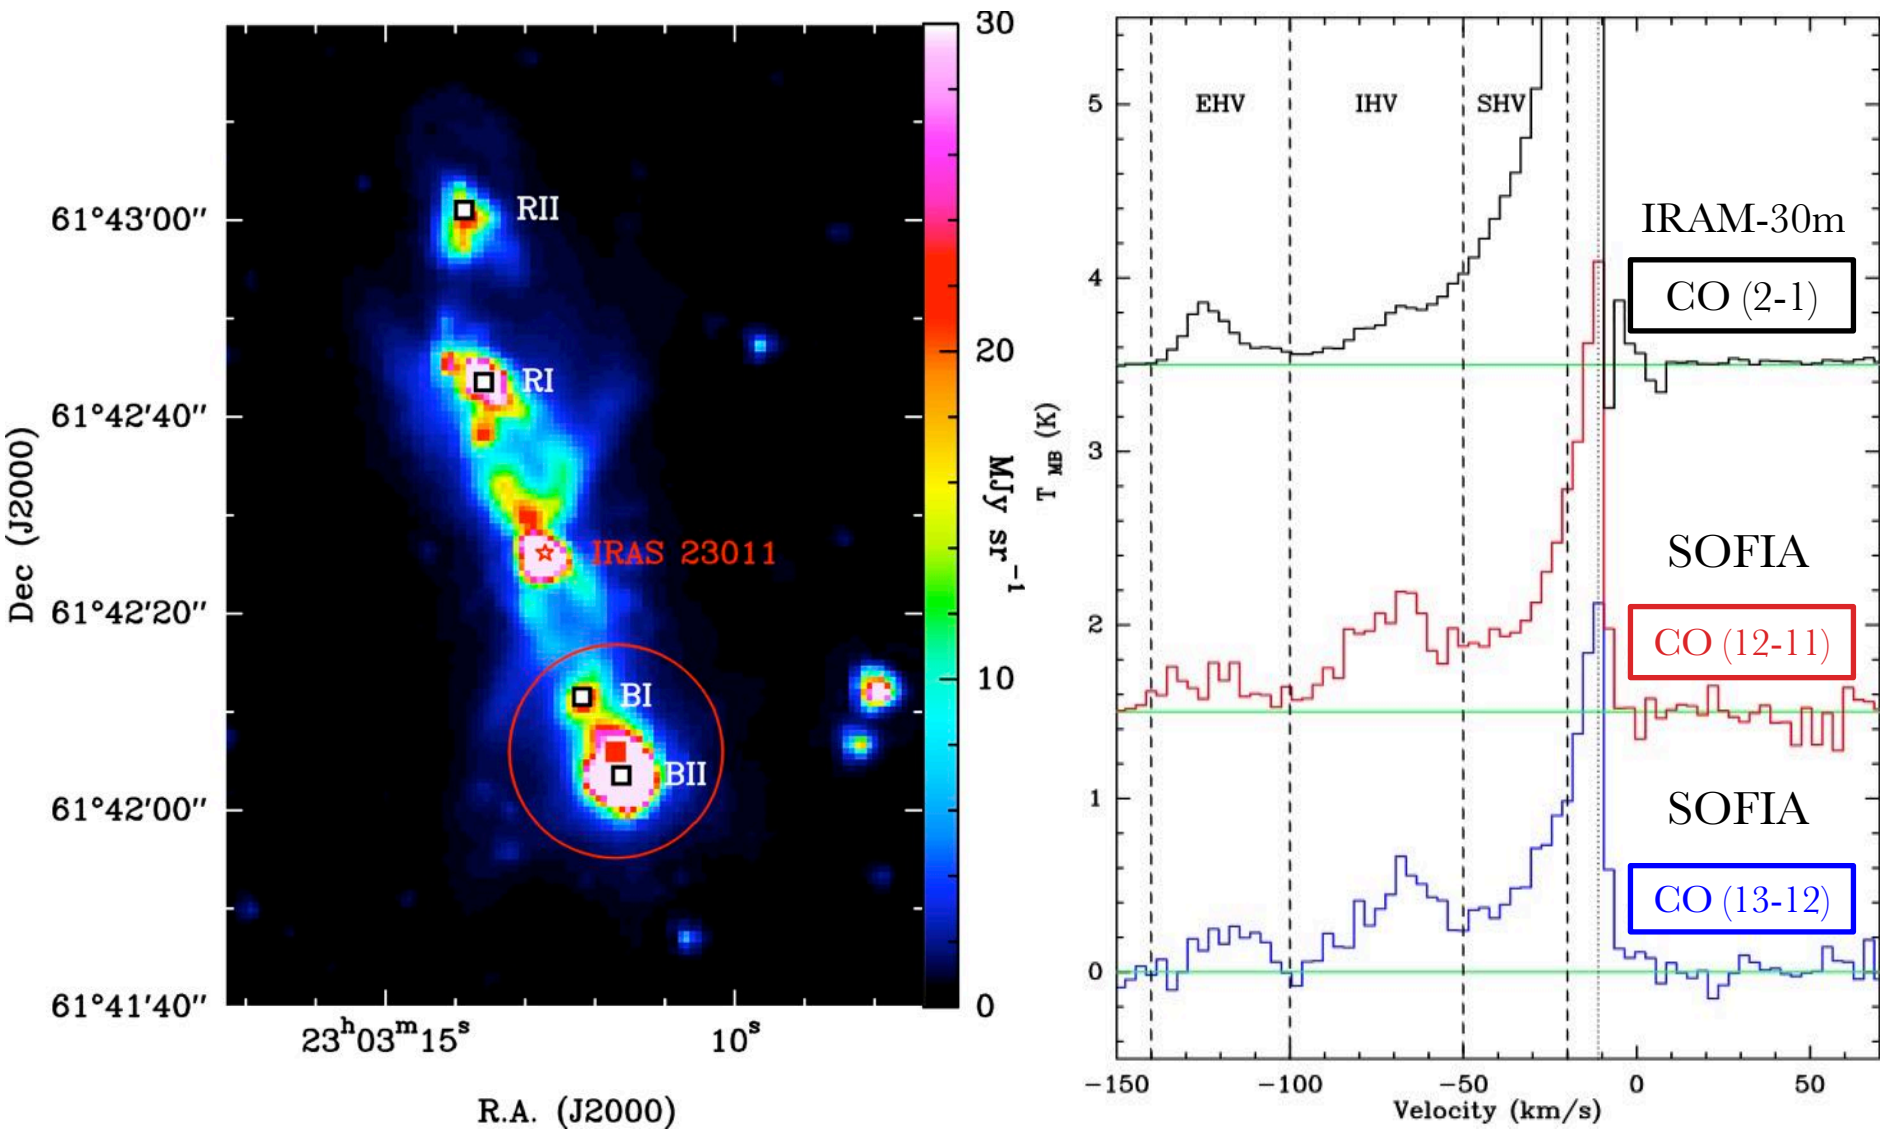 61°43′00″
61°42′40″
61°42′20″
61°42′00″
61°41′40″
Dec (J2000)
23h03m15s
10s
R.A. (J2000)
RII
RI
IRAS 23011
BI
BII
30
20
10
0
MJy sr−1
5
4
3
2
1
0
T MB (K)
EHV
IHV
SHV
IRAM-30m
CO (2-1)
SOFIA
CO (12-11)
SOFIA
CO (13-12)
−150
−100
−50
0
50
Velocity (km/s)